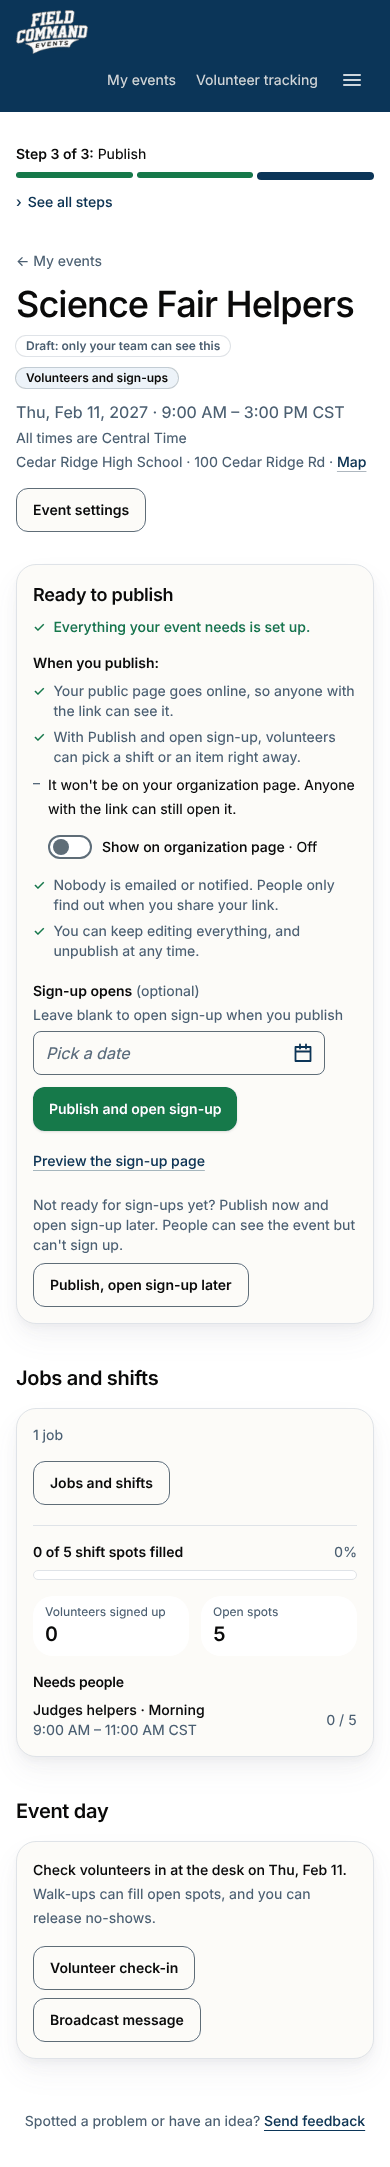 FIELD
COMMAND
EVENTS
My events Volunteer tracking
Step 3 of 3: Publish
› See all steps
← My events
Science Fair Helpers
Draft: only your team can see this
Volunteers and sign-ups
Thu, Feb 11, 2027 · 9:00 AM – 3:00 PM CST
All times are Central Time
Cedar Ridge High School · 100 Cedar Ridge Rd · Map
Event settings
Ready to publish
✓ Everything your event needs is set up.
When you publish:
✓ Your public page goes online, so anyone with
the link can see it.
✓ With Publish and open sign-up, volunteers
can pick a shift or an item right away.
– It won't be on your organization page. Anyone
with the link can still open it.
Show on organization page · Off
✓ Nobody is emailed or notified. People only
find out when you share your link.
✓ You can keep editing everything, and
unpublish at any time.
Sign-up opens (optional)
Leave blank to open sign-up when you publish
Pick a date
Publish and open sign-up
Preview the sign-up page
Not ready for sign-ups yet? Publish now and
open sign-up later. People can see the event but
can't sign up.
Publish, open sign-up later
Jobs and shifts
1 job
Jobs and shifts
0 of 5 shift spots filled 0%
Volunteers signed up Open spots
0 5
Needs people
Judges helpers · Morning
9:00 AM – 11:00 AM CST 0 / 5
Event day
Check volunteers in at the desk on Thu, Feb 11.
Walk-ups can fill open spots, and you can
release no-shows.
Volunteer check-in
Broadcast message
Spotted a problem or have an idea? Send feedback